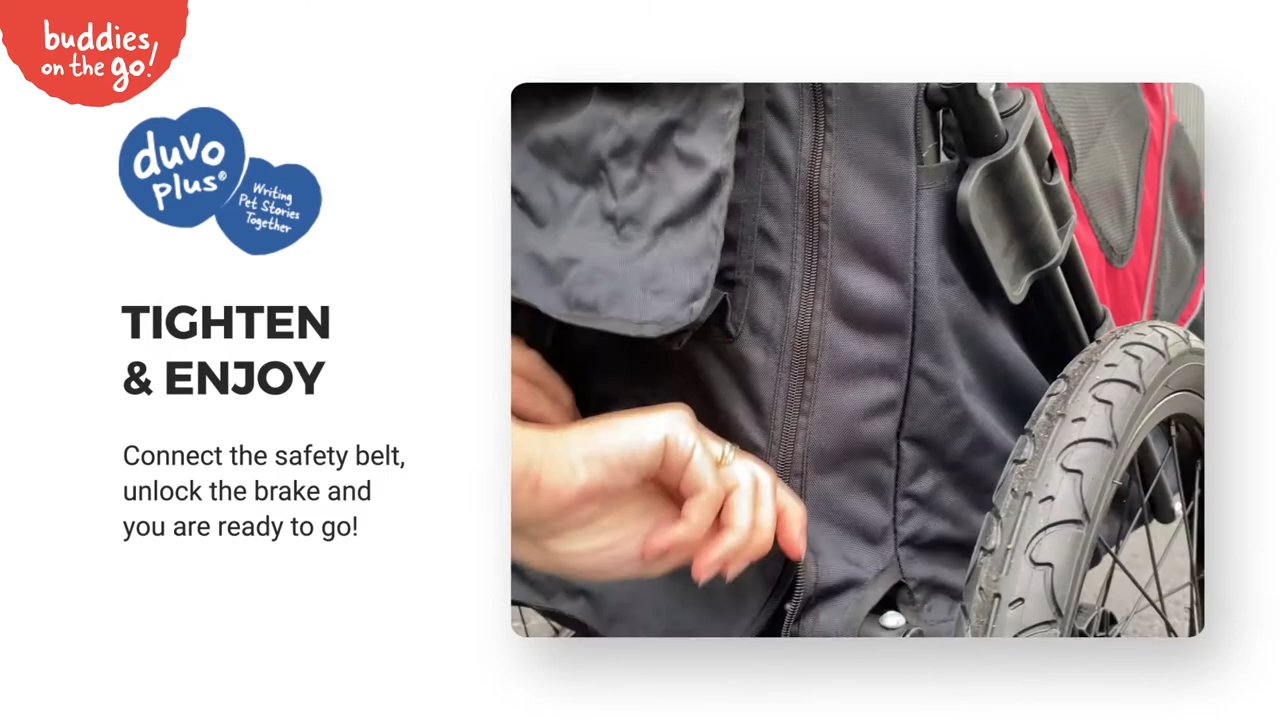 buddies
on the go!
duvo
plus®
Writing
Pet Stories
Together
TIGHTEN
& ENJOY
Connect the safety belt,
unlock the brake and
you are ready to go!